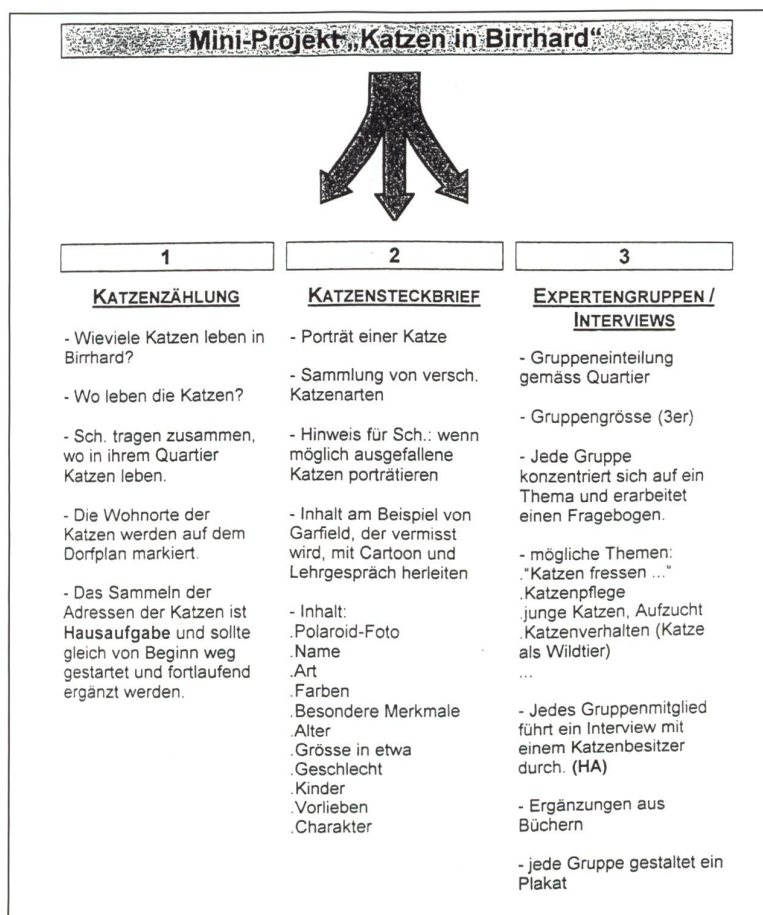 Mini-Projekt „Katzen in Birrhard“
1
KATZENZÄHLUNG
- Wieviele Katzen leben in
Birrhard?
- Wo leben die Katzen?
- Sch. tragen zusammen,
wo in ihrem Quartier
Katzen leben.
- Die Wohnorte der
Katzen werden auf dem
Dorfplan markiert.
- Das Sammeln der
Adressen der Katzen ist
Hausaufgabe und sollte
gleich von Beginn weg
gestartet und fortlaufend
ergänzt werden.
2
KATZENSTECKBRIEF
- Porträt einer Katze
- Sammlung von versch.
Katzenarten
- Hinweis für Sch.: wenn
möglich ausgefallene
Katzen porträtieren
- Inhalt am Beispiel von
Garfield, der vermisst
wird, mit Cartoon und
Lehrgespräch herleiten
- Inhalt:
.Polaroid-Foto
.Name
.Art
.Farben
.Besondere Merkmale
.Alter
.Grösse in etwa
.Geschlecht
.Kinder
.Vorlieben
.Charakter
3
EXPERTENGRUPPEN /
INTERVIEWS
- Gruppeneinteilung
gemäss Quartier
- Gruppengrösse (3er)
- Jede Gruppe
konzentriert sich auf ein
Thema und erarbeitet
einen Fragebogen.
- mögliche Themen:
."Katzen fressen ..."
.Katzenpflege
.junge Katzen, Aufzucht
.Katzenverhalten (Katze
als Wildtier)
...
- Jedes Gruppenmitglied
führt ein Interview mit
einem Katzenbesitzer
durch. (HA)
- Ergänzungen aus
Büchern
- jede Gruppe gestaltet ein
Plakat